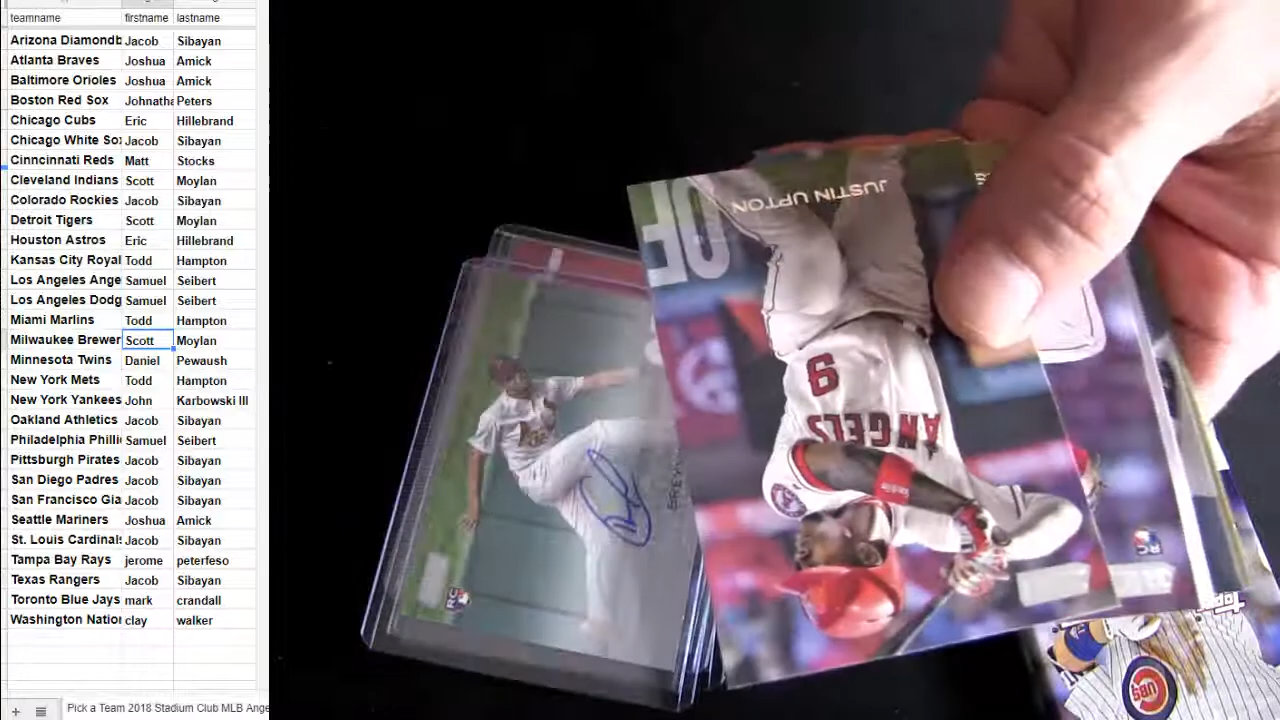 teamname firstname lastname
Arizona Diamondb Jacob Sibayan
Atlanta Braves Joshua Amick
Baltimore Orioles Joshua Amick
Boston Red Sox Johnatha Peters
Chicago Cubs Eric Hillebrand
Chicago White So Jacob Sibayan
Cinncinnati Reds Matt Stocks
Cleveland Indians Scott Moylan
Colorado Rockies Jacob Sibayan
Detroit Tigers Scott Moylan
Houston Astros Eric Hillebrand
Kansas City Royal Todd Hampton
Los Angeles Ange Samuel Seibert
Los Angeles Dodg Samuel Seibert
Miami Marlins Todd Hampton
Milwaukee Brewer Scott Moylan
Minnesota Twins Daniel Pewaush
New York Mets Todd Hampton
New York Yankees John Karbowski III
Oakland Athletics Jacob Sibayan
Philadelphia Philli Samuel Seibert
Pittsburgh Pirates Jacob Sibayan
San Diego Padres Jacob Sibayan
San Francisco Gia Jacob Sibayan
Seattle Mariners Joshua Amick
St. Louis Cardinals Jacob Sibayan
Tampa Bay Rays jerome peterfeso
Texas Rangers Jacob Sibayan
Toronto Blue Jays mark crandall
Washington Nation clay walker
Pick a Team 2018 Stadium Club MLB Ange
OF
JUSTIN UPTON
9
ANGELS
RC
RC
Topps
CUBS